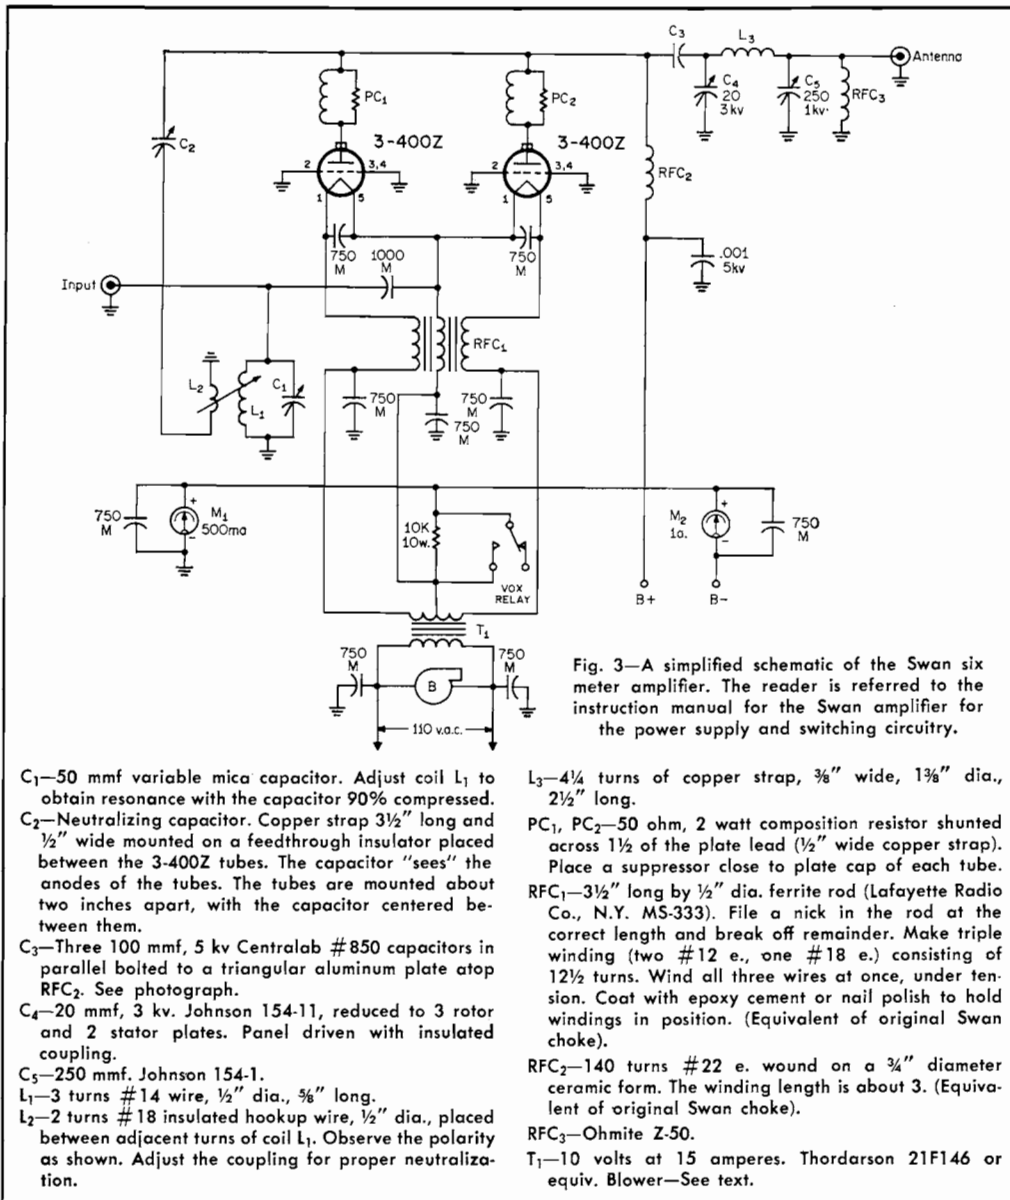 C3
L3
Antenna
C4
20
3kv
C5
250
1kv.
RFC3
PC1
PC2
C2
3-400Z
3-400Z
2
3,4
2
3,4
1
5
1
5
RFC2
750
M
1000
M
750
M
.001
5kv
Input
RFC1
L2
L1
C1
750
M
750
M
750
M
750
M
+
M1
500ma
-
10K
10w.
+
M2
1a.
-
750
M
VOX
RELAY
B+
B-
T1
750
M
750
M
B
110 v.a.c.
Fig. 3—A simplified schematic of the Swan six
meter amplifier. The reader is referred to the
instruction manual for the Swan amplifier for
the power supply and switching circuitry.
C1—50 mmf variable mica capacitor. Adjust coil L1 to
obtain resonance with the capacitor 90% compressed.
C2—Neutralizing capacitor. Copper strap 3½" long and
½" wide mounted on a feedthrough insulator placed
between the 3-400Z tubes. The capacitor "sees" the
anodes of the tubes. The tubes are mounted about
two inches apart, with the capacitor centered be-
tween them.
C3—Three 100 mmf, 5 kv Centralab #850 capacitors in
parallel bolted to a triangular aluminum plate atop
RFC2. See photograph.
C4—20 mmf, 3 kv. Johnson 154-11, reduced to 3 rotor
and 2 stator plates. Panel driven with insulated
coupling.
C5—250 mmf. Johnson 154-1.
L1—3 turns #14 wire, ½" dia., ⅝" long.
L2—2 turns #18 insulated hookup wire, ½" dia., placed
between adjacent turns of coil L1. Observe the polarity
as shown. Adjust the coupling for proper neutraliza-
tion.
L3—4¼ turns of copper strap, ⅜" wide, 1⅜" dia.,
2½" long.
PC1, PC2—50 ohm, 2 watt composition resistor shunted
across 1½ of the plate lead (½" wide copper strap).
Place a suppressor close to plate cap of each tube.
RFC1—3½" long by ½" dia. ferrite rod (Lafayette Radio
Co., N.Y. MS-333). File a nick in the rod at the
correct length and break off remainder. Make triple
winding (two #12 e., one #18 e.) consisting of
12½ turns. Wind all three wires at once, under ten-
sion. Coat with epoxy cement or nail polish to hold
windings in position. (Equivalent of original Swan
choke).
RFC2—140 turns #22 e. wound on a ¾" diameter
ceramic form. The winding length is about 3. (Equiva-
lent of original Swan choke).
RFC3—Ohmite Z-50.
T1—10 volts at 15 amperes. Thordarson 21F146 or
equiv. Blower—See text.